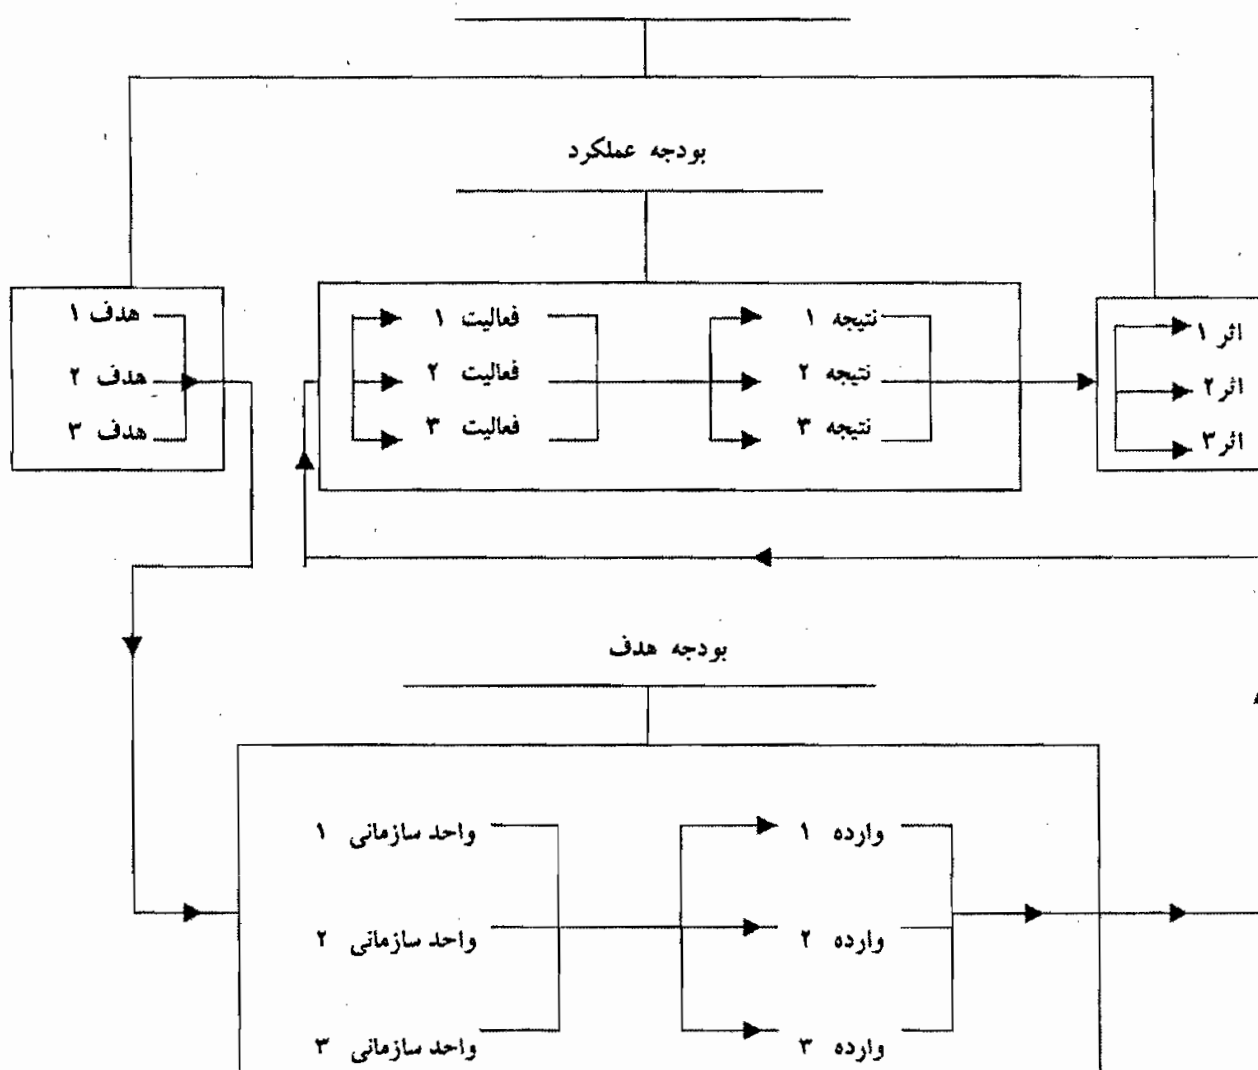 بودجه عملکرد
هدف ۱
هدف ۲
هدف ۳
فعالیت ۱
فعالیت ۲
فعالیت ۳
نتیجه ۱
نتیجه ۲
نتیجه ۳
اثر ۱
اثر ۲
اثر ۳
بودجه هدف
واحد سازمانی ۱
واحد سازمانی ۲
واحد سازمانی ۳
وارده ۱
وارده ۲
وارده ۳